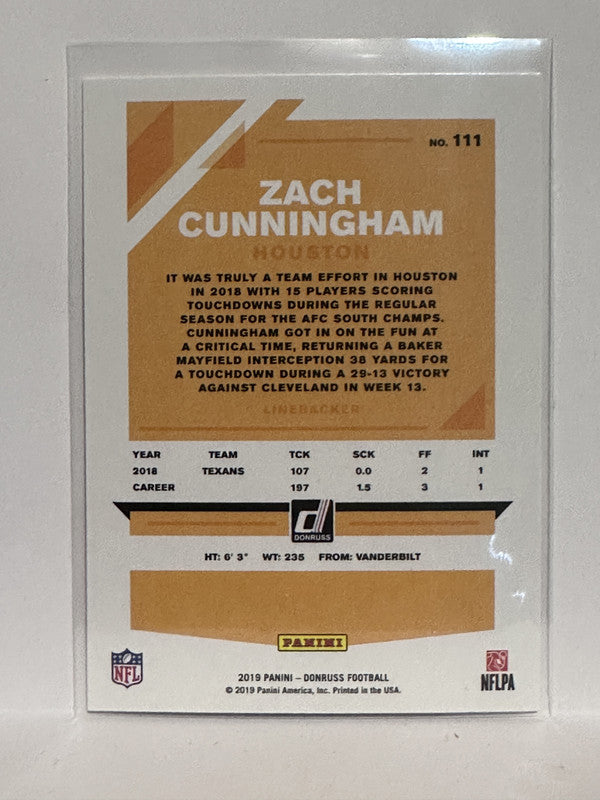 NO. 111
ZACH
CUNNINGHAM
HOUSTON
IT WAS TRULY A TEAM EFFORT IN HOUSTON
IN 2018 WITH 15 PLAYERS SCORING
TOUCHDOWNS DURING THE REGULAR
SEASON FOR THE AFC SOUTH CHAMPS.
CUNNINGHAM GOT IN ON THE FUN AT
A CRITICAL TIME, RETURNING A BAKER
MAYFIELD INTERCEPTION 38 YARDS FOR
A TOUCHDOWN DURING A 29-13 VICTORY
AGAINST CLEVELAND IN WEEK 13.
LINEBACKER
YEAR TEAM TCK SCK FF INT
2018 TEXANS 107 0.0 2 1
CAREER 197 1.5 3 1
DONRUSS
HT: 6' 3" WT: 235 FROM: VANDERBILT
PANINI
NFL
NFLPA
2019 PANINI – DONRUSS FOOTBALL
© 2019 Panini America, Inc. Printed in the USA.